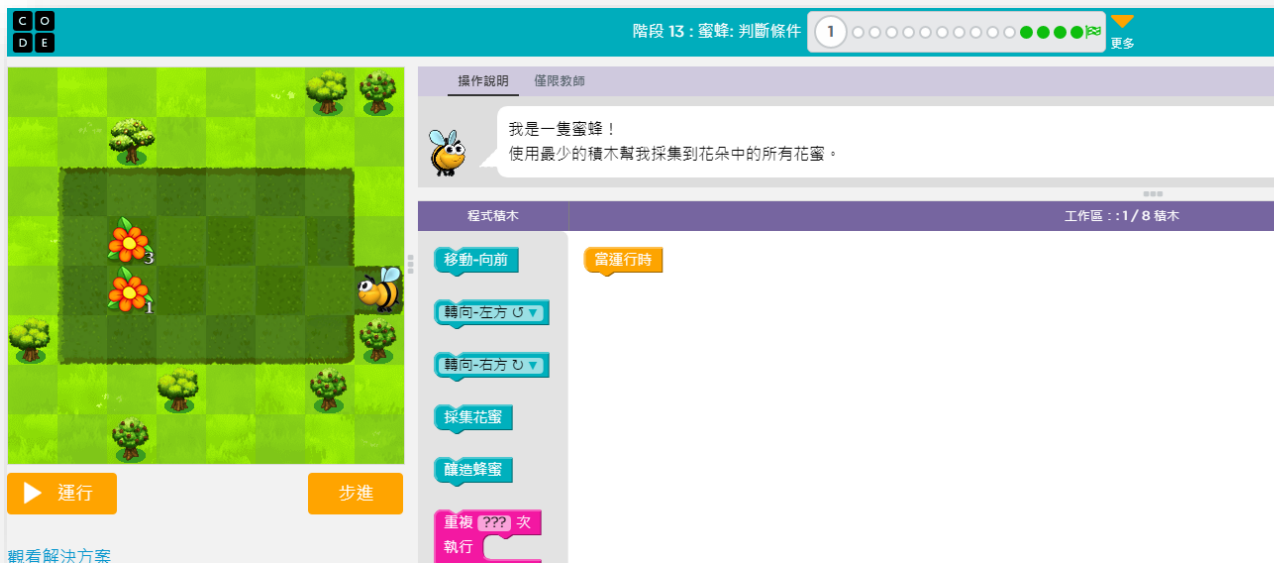 C O
D E
階段 13 : 蜜蜂: 判斷條件
1
更多
操作說明 僅限教師
我是一隻蜜蜂！
使用最少的積木幫我採集到花朵中的所有花蜜。
程式積木
工作區 : :1 / 8 積木
移動-向前
當運行時
轉向-左方 ↺ ▼
轉向-右方 ↻ ▼
採集花蜜
釀造蜂蜜
重複 ??? 次
執行
3
1
運行
步進
觀看解決方案